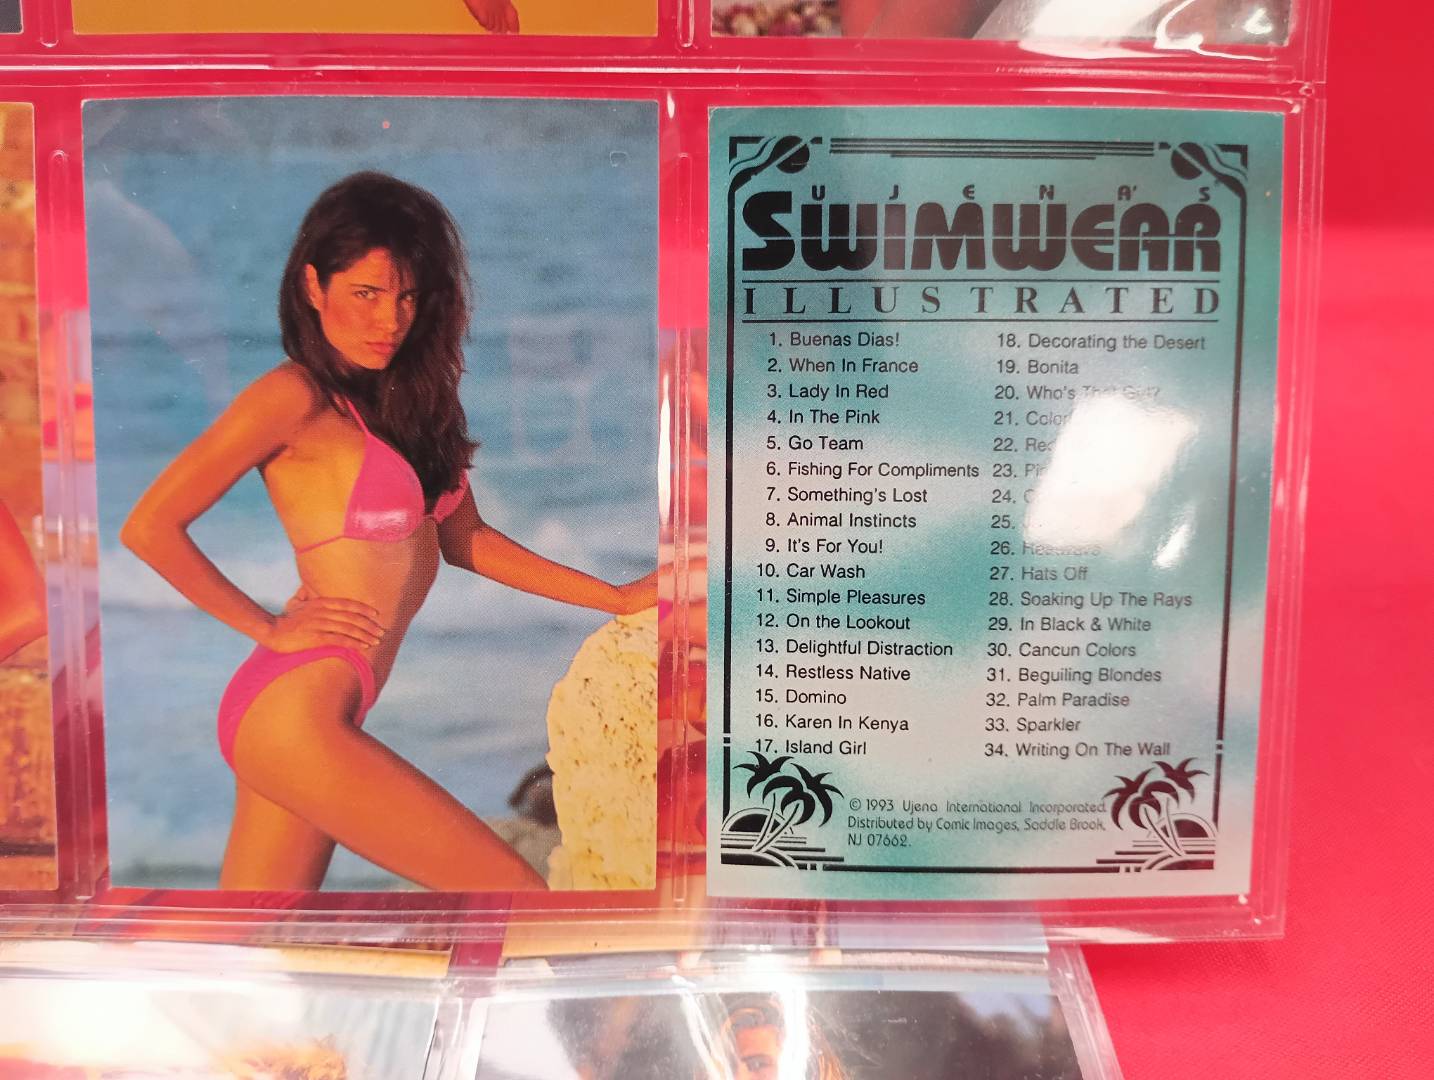 UJENA'S
SWIMWEAR
ILLUSTRATED
1. Buenas Dias!
2. When In France
3. Lady In Red
4. In The Pink
5. Go Team
6. Fishing For Compliments
7. Something's Lost
8. Animal Instincts
9. It's For You!
10. Car Wash
11. Simple Pleasures
12. On the Lookout
13. Delightful Distraction
14. Restless Native
15. Domino
16. Karen In Kenya
17. Island Girl
18. Decorating the Desert
19. Bonita
20. Who's That Girl?
21.
22.
23.
24.
25.
26. Heatwave
27. Hats Off
28. Soaking Up The Rays
29. In Black & White
30. Cancun Colors
31. Beguiling Blondes
32. Palm Paradise
33. Sparkler
34. Writing On The Wall
© 1993 Ujena International Incorporated.
Distributed by Comic Images, Saddle Brook,
NJ 07662.